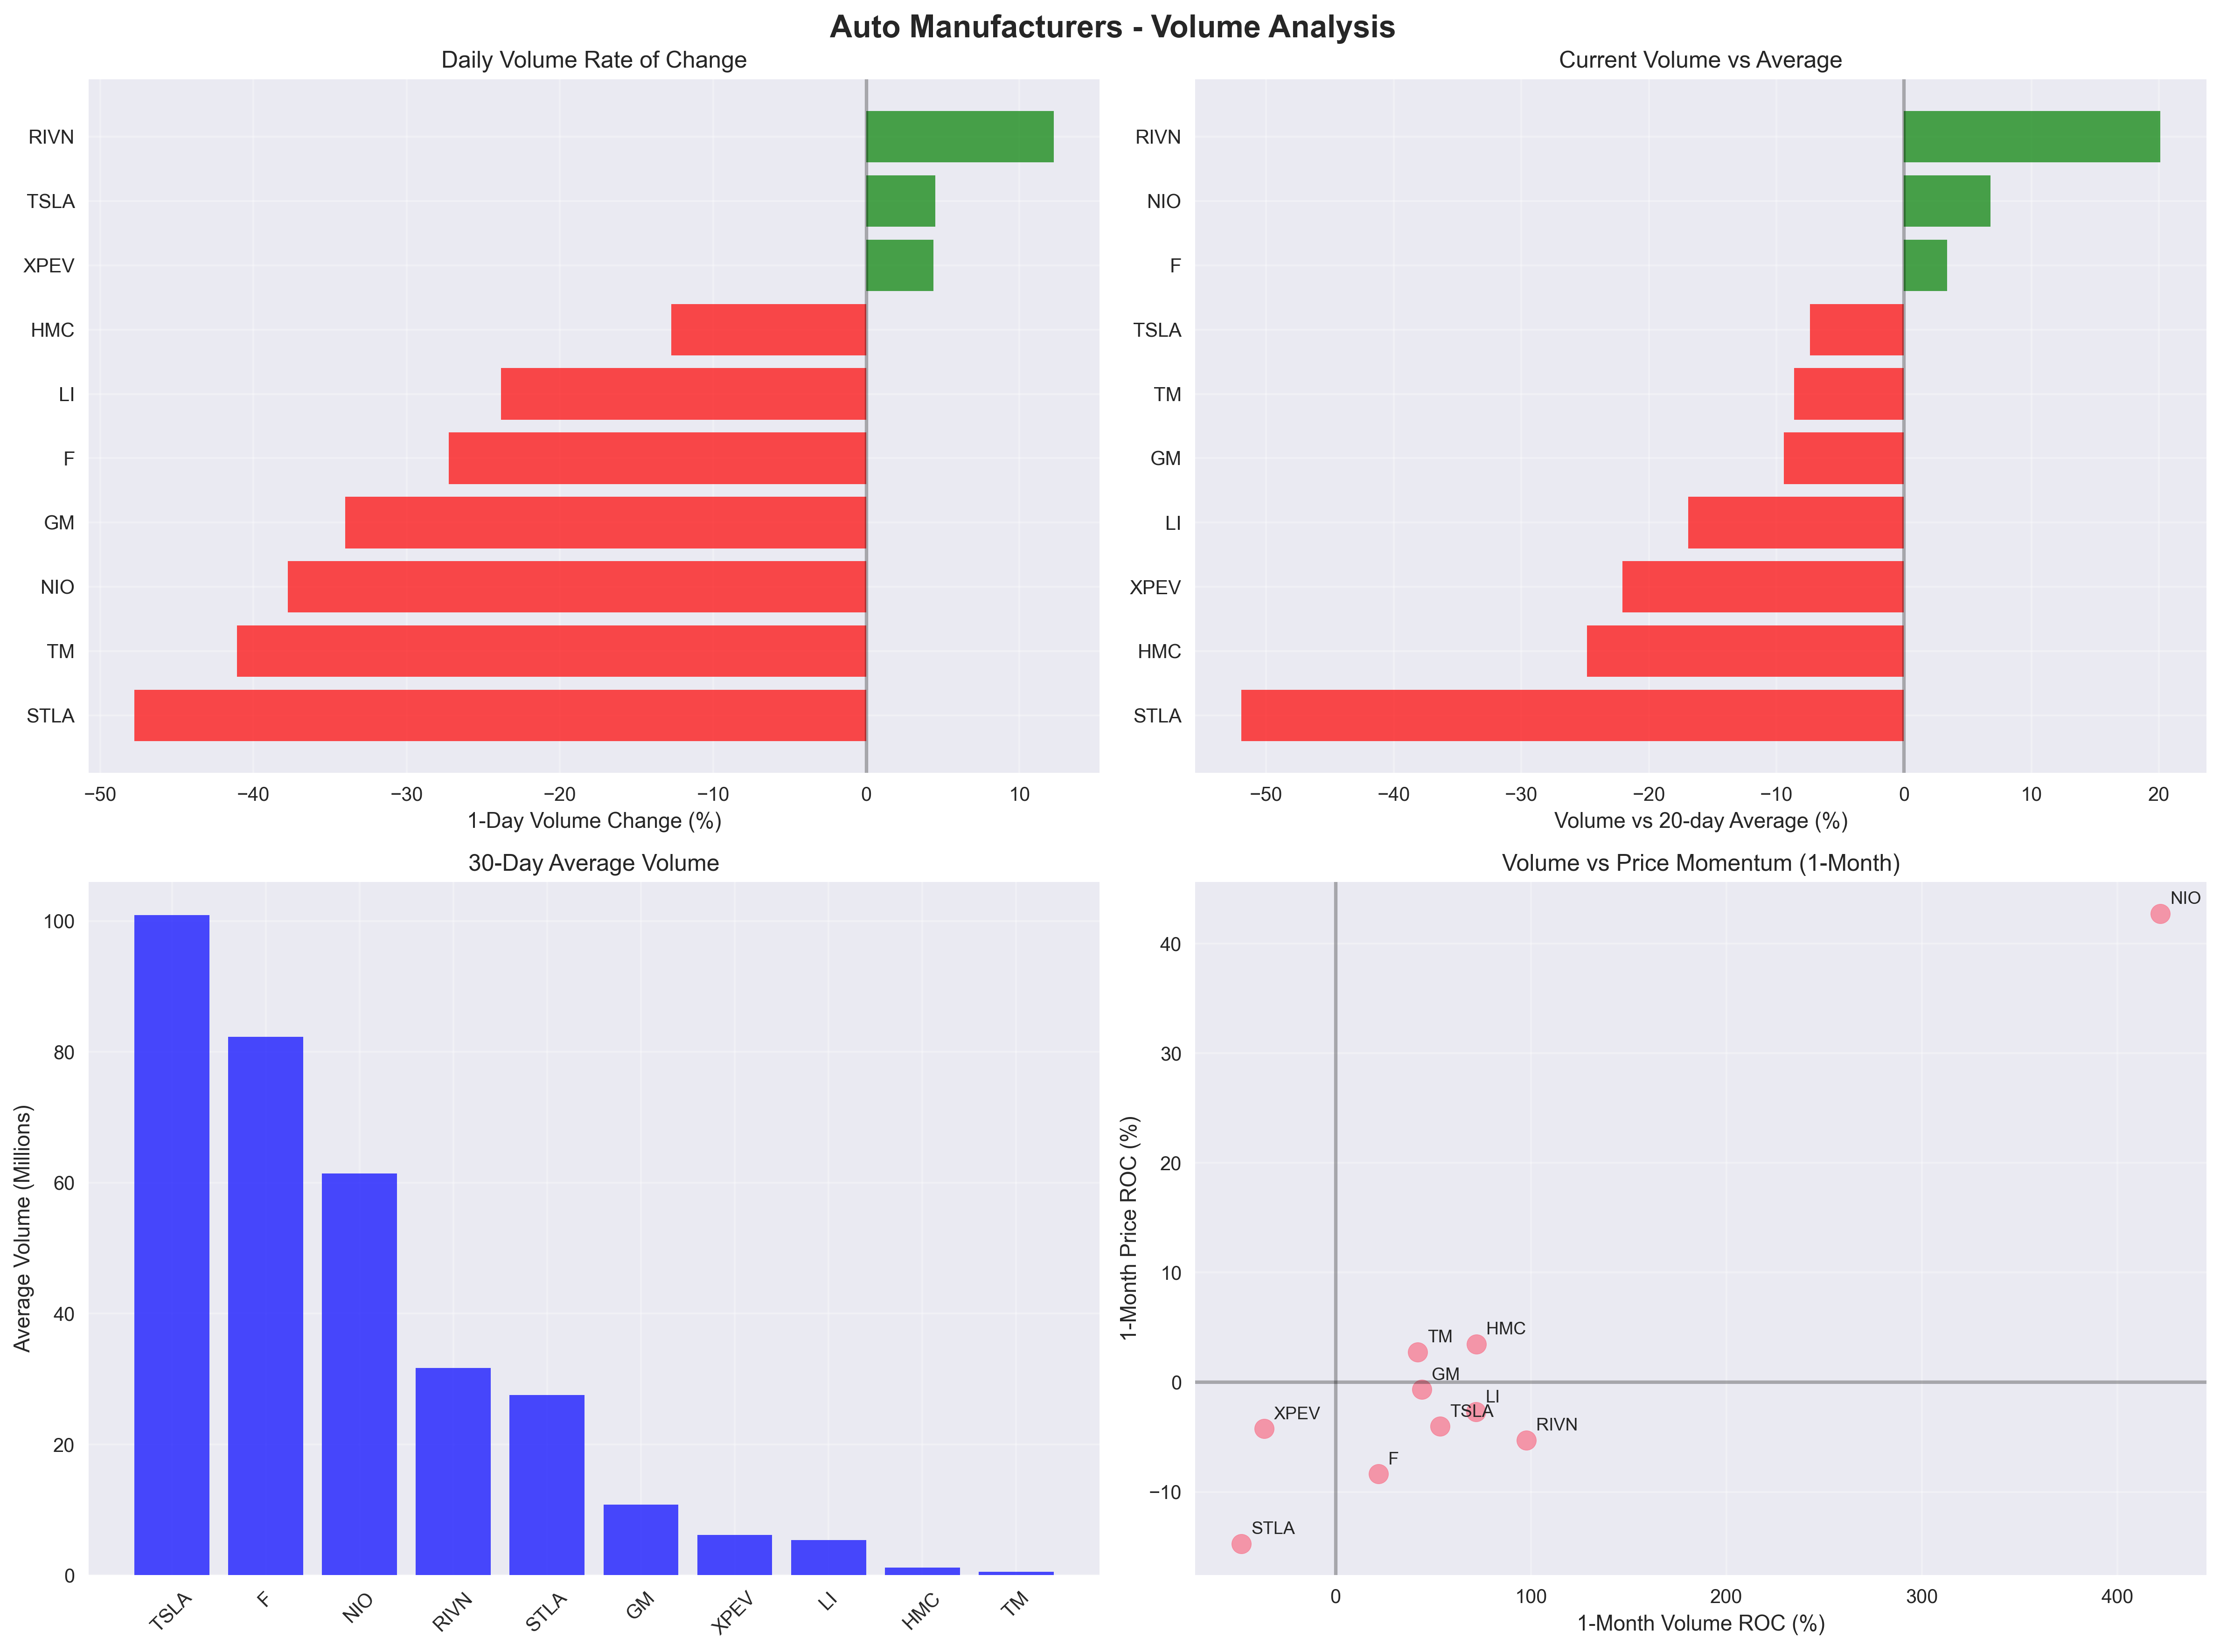 Auto Manufacturers - Volume Analysis
Daily Volume Rate of Change
RIVN
TSLA
XPEV
HMC
LI
F
GM
NIO
TM
STLA
−50 −40 −30 −20 −10 0 10
1-Day Volume Change (%)
Current Volume vs Average
RIVN
NIO
F
TSLA
TM
GM
LI
XPEV
HMC
STLA
−50 −40 −30 −20 −10 0 10 20
Volume vs 20-day Average (%)
30-Day Average Volume
Average Volume (Millions)
100
80
60
40
20
0
TSLA F NIO RIVN STLA GM XPEV LI HMC TM
Volume vs Price Momentum (1-Month)
1-Month Price ROC (%)
40
30
20
10
0
−10
NIO
HMC
TM
GM
LI
TSLA
XPEV
RIVN
F
STLA
0 100 200 300 400
1-Month Volume ROC (%)